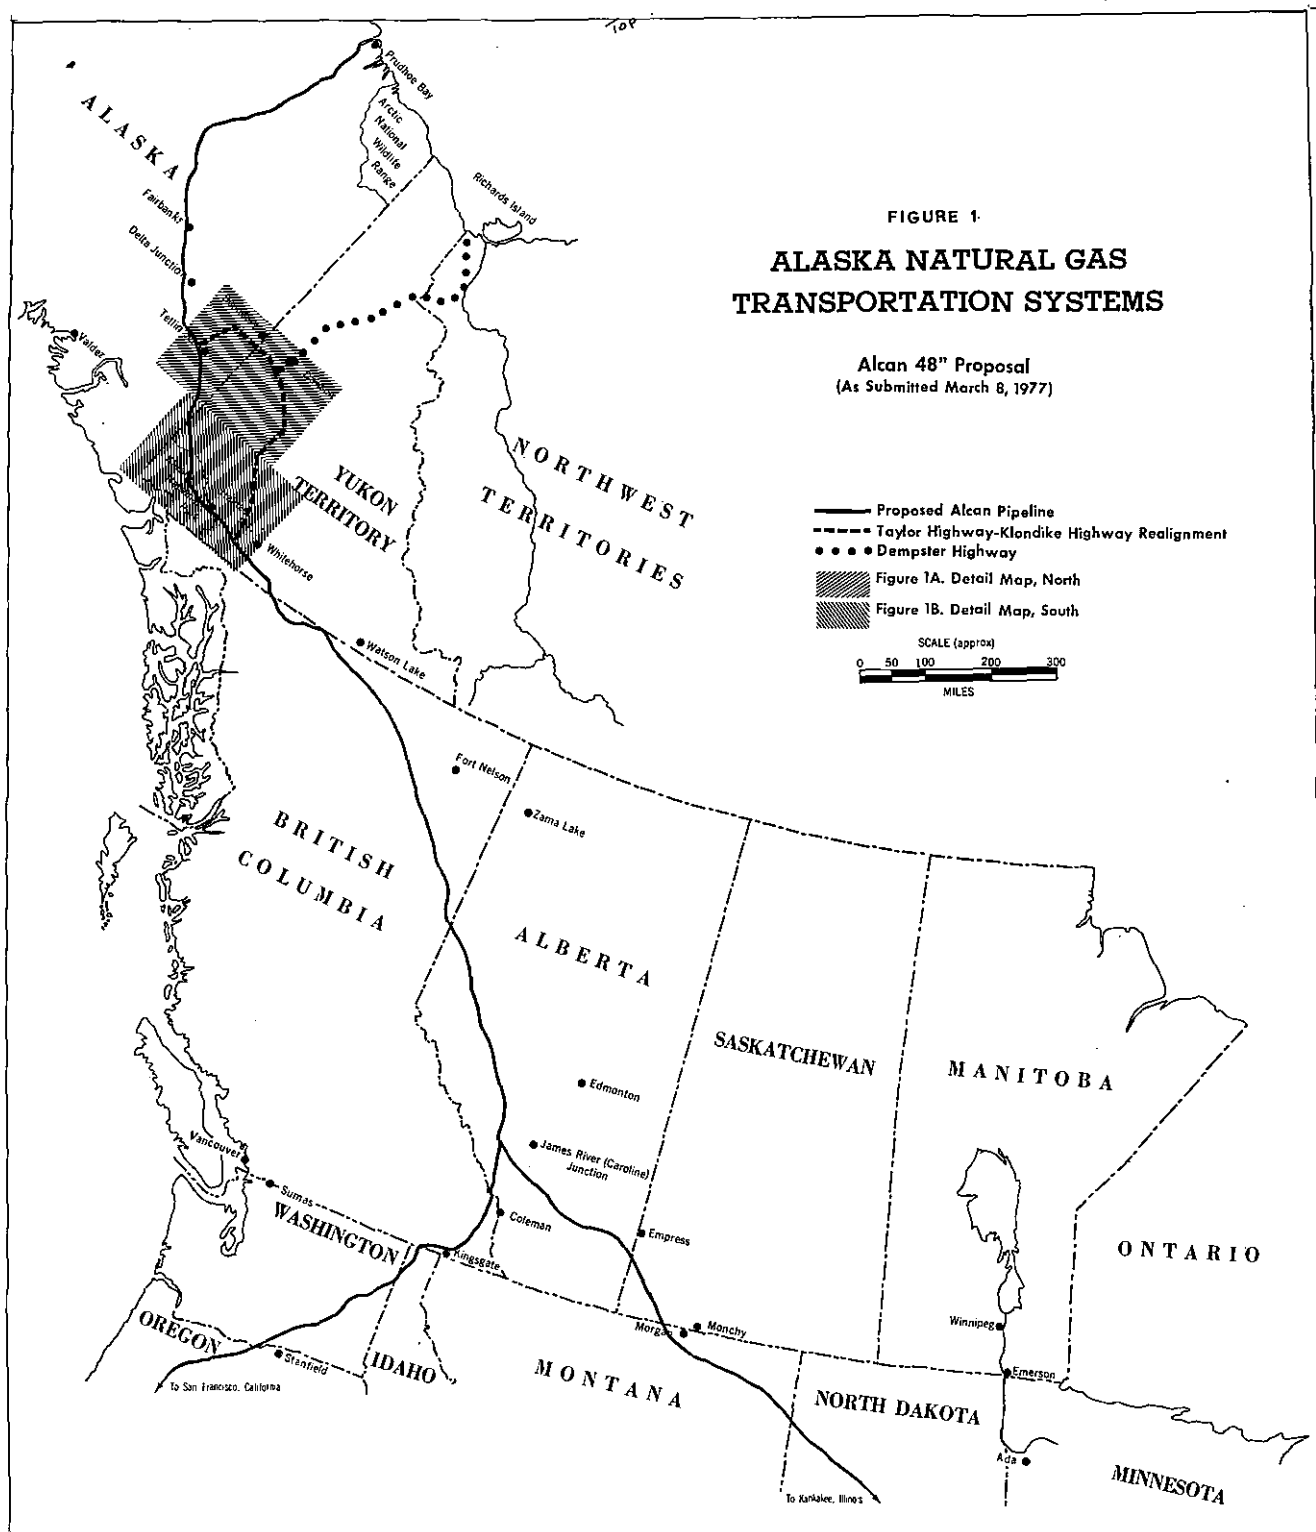 TOP
Prudhoe Bay
ALASKA
Arctic
National
Wildlife
Range
Richards Island
Fairbanks
Delta Junction
Tetlin
Valdez
FIGURE 1.
ALASKA NATURAL GAS
TRANSPORTATION SYSTEMS
Alcan 48" Proposal
(As Submitted March 8, 1977)
NORTHWEST
TERRITORIES
YUKON
TERRITORY
Whitehorse
Watson Lake
Proposed Alcan Pipeline
Taylor Highway-Klondike Highway Realignment
Dempster Highway
Figure 1A. Detail Map, North
Figure 1B. Detail Map, South
SCALE (approx)
0 50 100 200 300
MILES
Fort Nelson
Zama Lake
BRITISH
COLUMBIA
ALBERTA
SASKATCHEWAN
MANITOBA
Edmonton
James River (Caroline)
Junction
Vancouver
Sumas
WASHINGTON
Coleman
Kingsgate
Empress
ONTARIO
Winnipeg
Morgan
Monchy
OREGON
Stanfield
IDAHO
MONTANA
NORTH DAKOTA
Emerson
To San Francisco, California
Ada
MINNESOTA
To Kankakee, Illinois